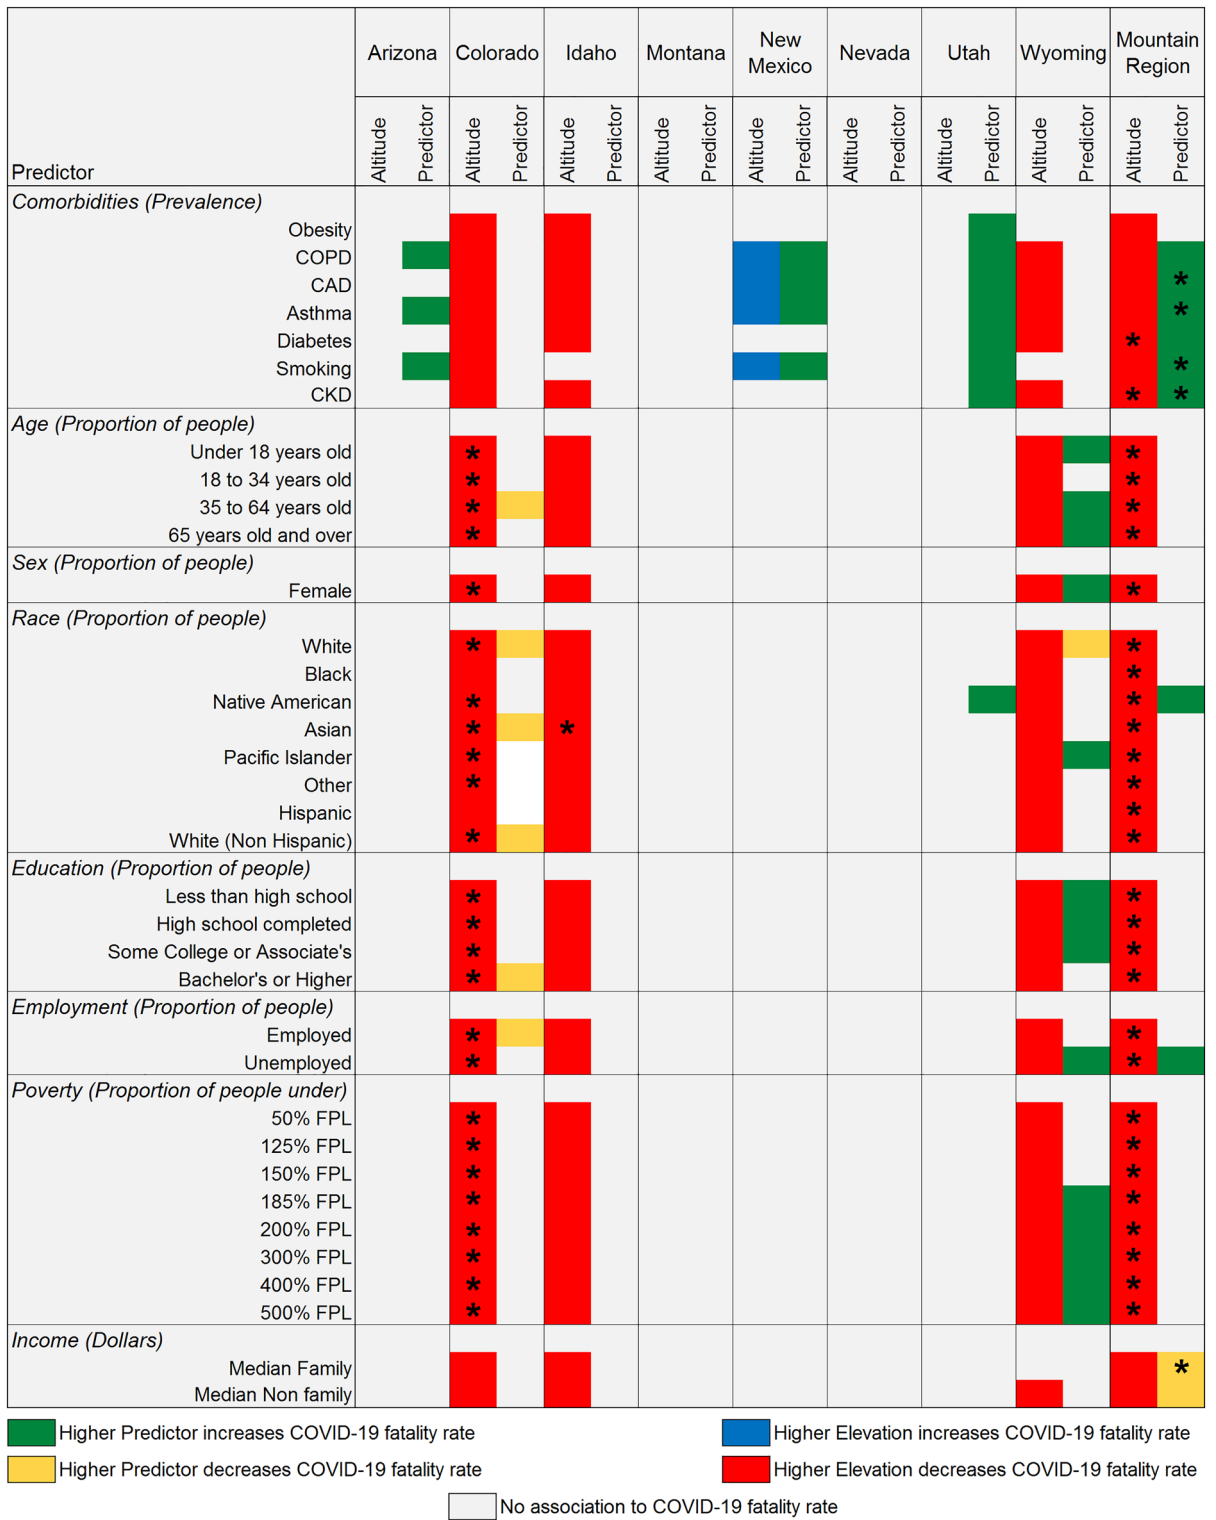 Arizona Colorado Idaho Montana New Mexico Nevada Utah Wyoming Mountain Region
Predictor Altitude Predictor Altitude Predictor Altitude Predictor Altitude Predictor Altitude Predictor Altitude Predictor Altitude Predictor Altitude Predictor Altitude Predictor
Comorbidities (Prevalence)
Obesity
COPD
CAD *
Asthma *
Diabetes *
Smoking *
CKD * *
Age (Proportion of people)
Under 18 years old * *
18 to 34 years old * *
35 to 64 years old * *
65 years old and over * *
Sex (Proportion of people)
Female * *
Race (Proportion of people)
White * *
Black *
Native American * *
Asian * * *
Pacific Islander * *
Other * *
Hispanic *
White (Non Hispanic) * *
Education (Proportion of people)
Less than high school * *
High school completed * *
Some College or Associate's * *
Bachelor's or Higher * *
Employment (Proportion of people)
Employed * *
Unemployed * *
Poverty (Proportion of people under)
50% FPL * *
125% FPL * *
150% FPL * *
185% FPL * *
200% FPL * *
300% FPL * *
400% FPL * *
500% FPL * *
Income (Dollars)
Median Family *
Median Non family
Higher Predictor increases COVID-19 fatality rate
Higher Elevation increases COVID-19 fatality rate
Higher Predictor decreases COVID-19 fatality rate
Higher Elevation decreases COVID-19 fatality rate
No association to COVID-19 fatality rate